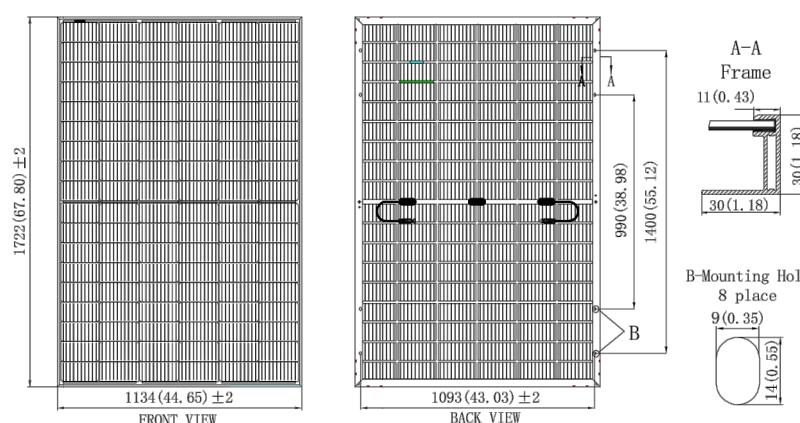 1722(67.80)±2
1134(44.65)±2
FRONT VIEW
A
A
990(38.98)
1400(55.12)
B
1093(43.03)±2
BACK VIEW
A-A
Frame
11(0.43)
30(1.18)
30(1.18)
B-Mounting Hol
8 place
9(0.35)
14(0.55)